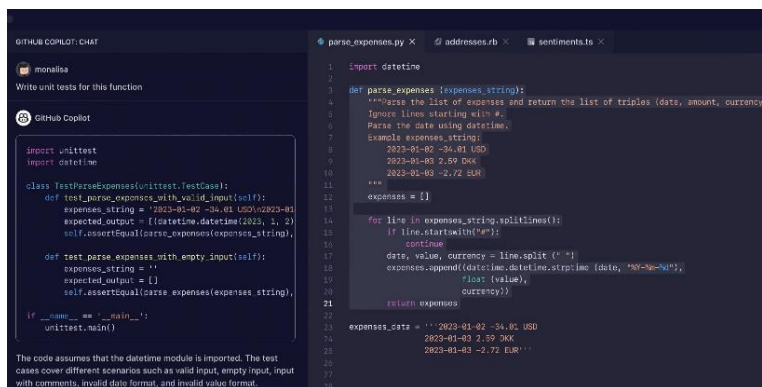 GITHUB COPILOT: CHAT
monalisa
Write unit tests for this function
GitHub Copilot
import unittest
import datetime
class TestParseExpenses(unittest.TestCase):
def test_parse_expenses_with_valid_input(self):
expenses_string = '2023-01-02 -34.01 USD\n2023-01
expected_output = [(datetime.datetime(2023, 1, 2)
self.assertEqual(parse_expenses(expenses_string),
def test_parse_expenses_with_empty_input(self):
expenses_string = ''
expected_output = []
self.assertEqual(parse_expenses(expenses_string),
if __name__ == '__main__':
unittest.main()
The code assumes that the datetime module is imported. The test
cases cover different scenarios such as valid input, empty input, input
with comments, invalid date format, and invalid value format.
parse_expenses.py × addresses.rb × sentiments.ts ×
1 import datetime
2
3 def parse_expenses (expenses_string):
4 """Parse the list of expenses and return the list of triples (date, amount, currency
5 Ignore lines starting with #.
6 Parse the date using datetime.
7 Example expenses_string:
8 2023-01-02 -34.01 USD
9 2023-01-03 2.59 DKK
10 2023-01-03 -2.72 EUR
11 """
12 expenses = []
13
14 for line in expenses_string.splitlines():
15 if line.startswith("#"):
16 continue
17 date, value, currency = line.split (" ")
18 expenses.append((datetime.datetime.strptime (date, "%Y-%m-%d"),
19 float (value),
20 currency))
21 return expenses
22
23 expenses_data = '''2023-01-02 -34.01 USD
24 2023-01-03 2.59 DKK
25 2023-01-03 -2.72 EUR'''
26
27
28